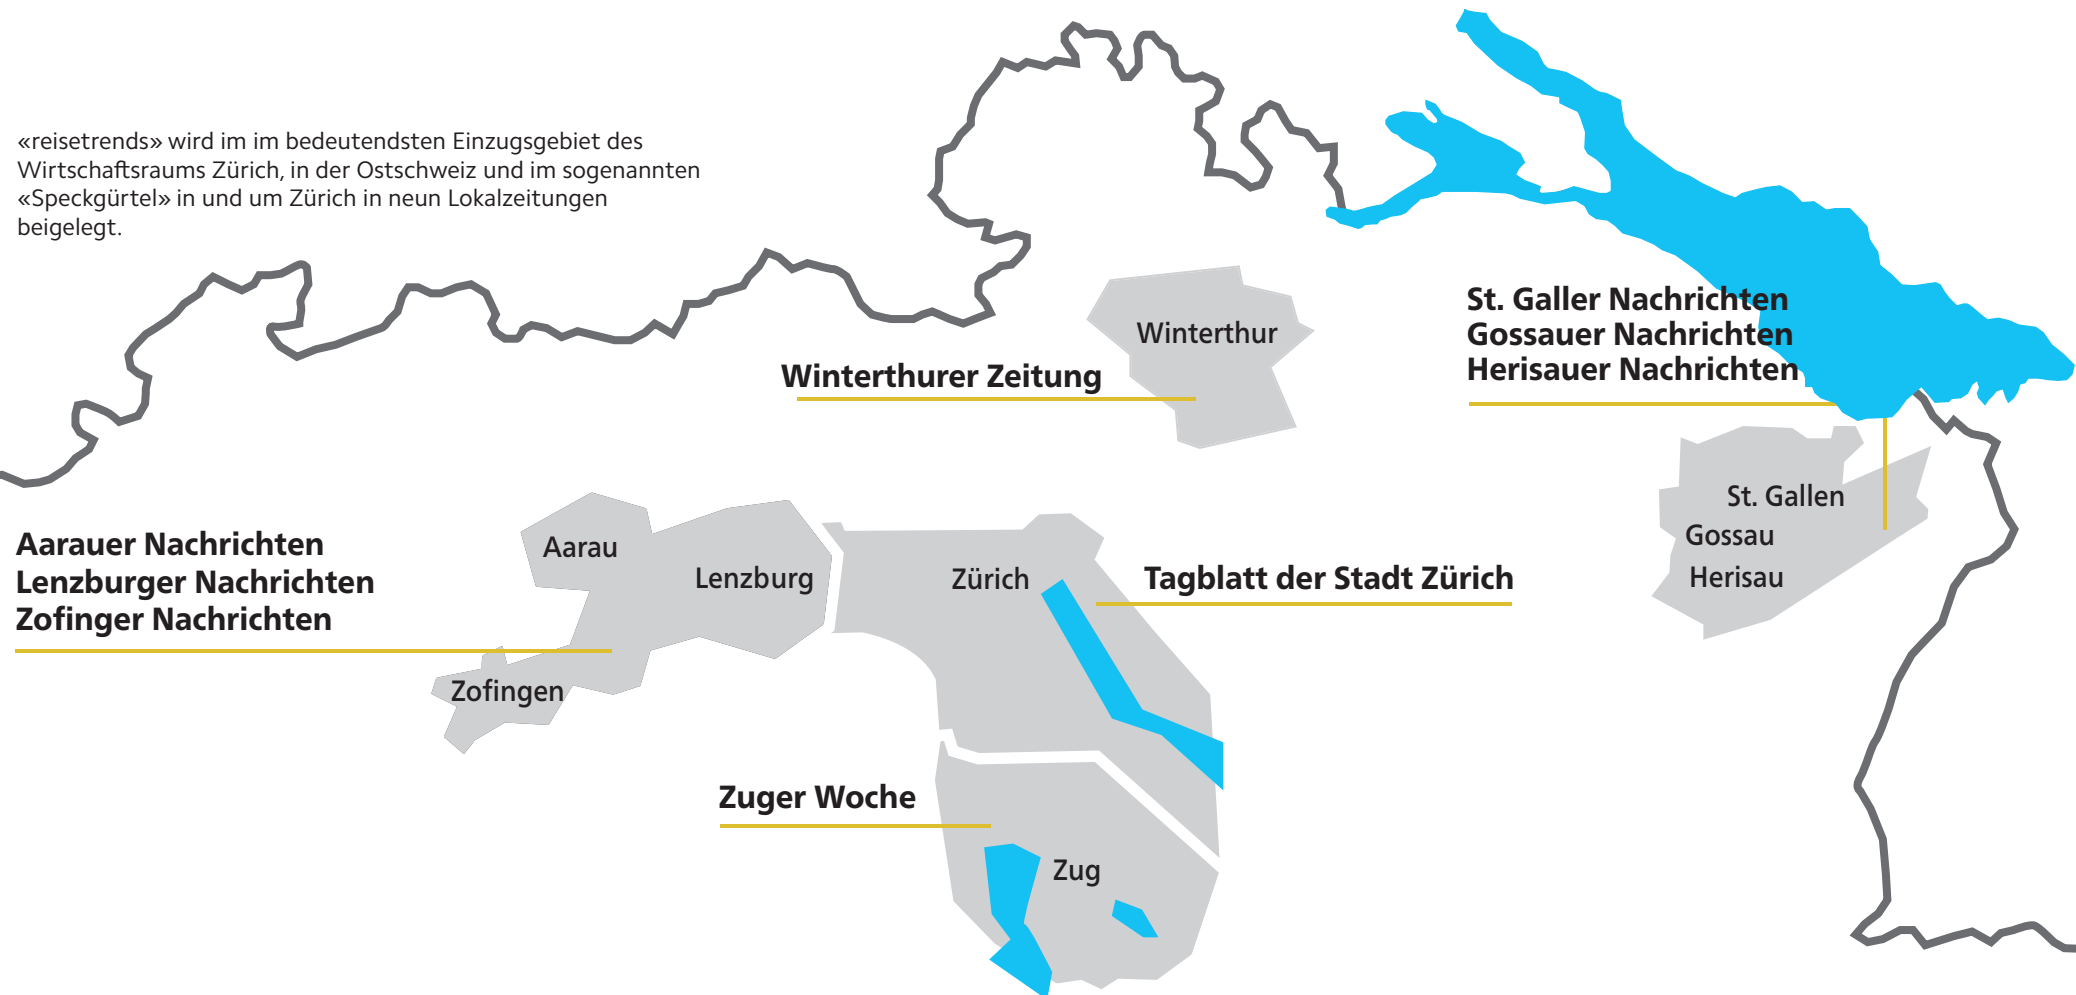 «reisetrends» wird im im bedeutendsten Einzugsgebiet des
Wirtschaftsraums Zürich, in der Ostschweiz und im sogenannten
«Speckgürtel» in und um Zürich in neun Lokalzeitungen
beigelegt.
Winterthur
Winterthurer Zeitung
St. Galler Nachrichten
Gossauer Nachrichten
Herisauer Nachrichten
St. Gallen
Gossau
Herisau
Aarauer Nachrichten
Lenzburger Nachrichten
Zofinger Nachrichten
Aarau
Lenzburg
Zofingen
Zürich
Tagblatt der Stadt Zürich
Zuger Woche
Zug